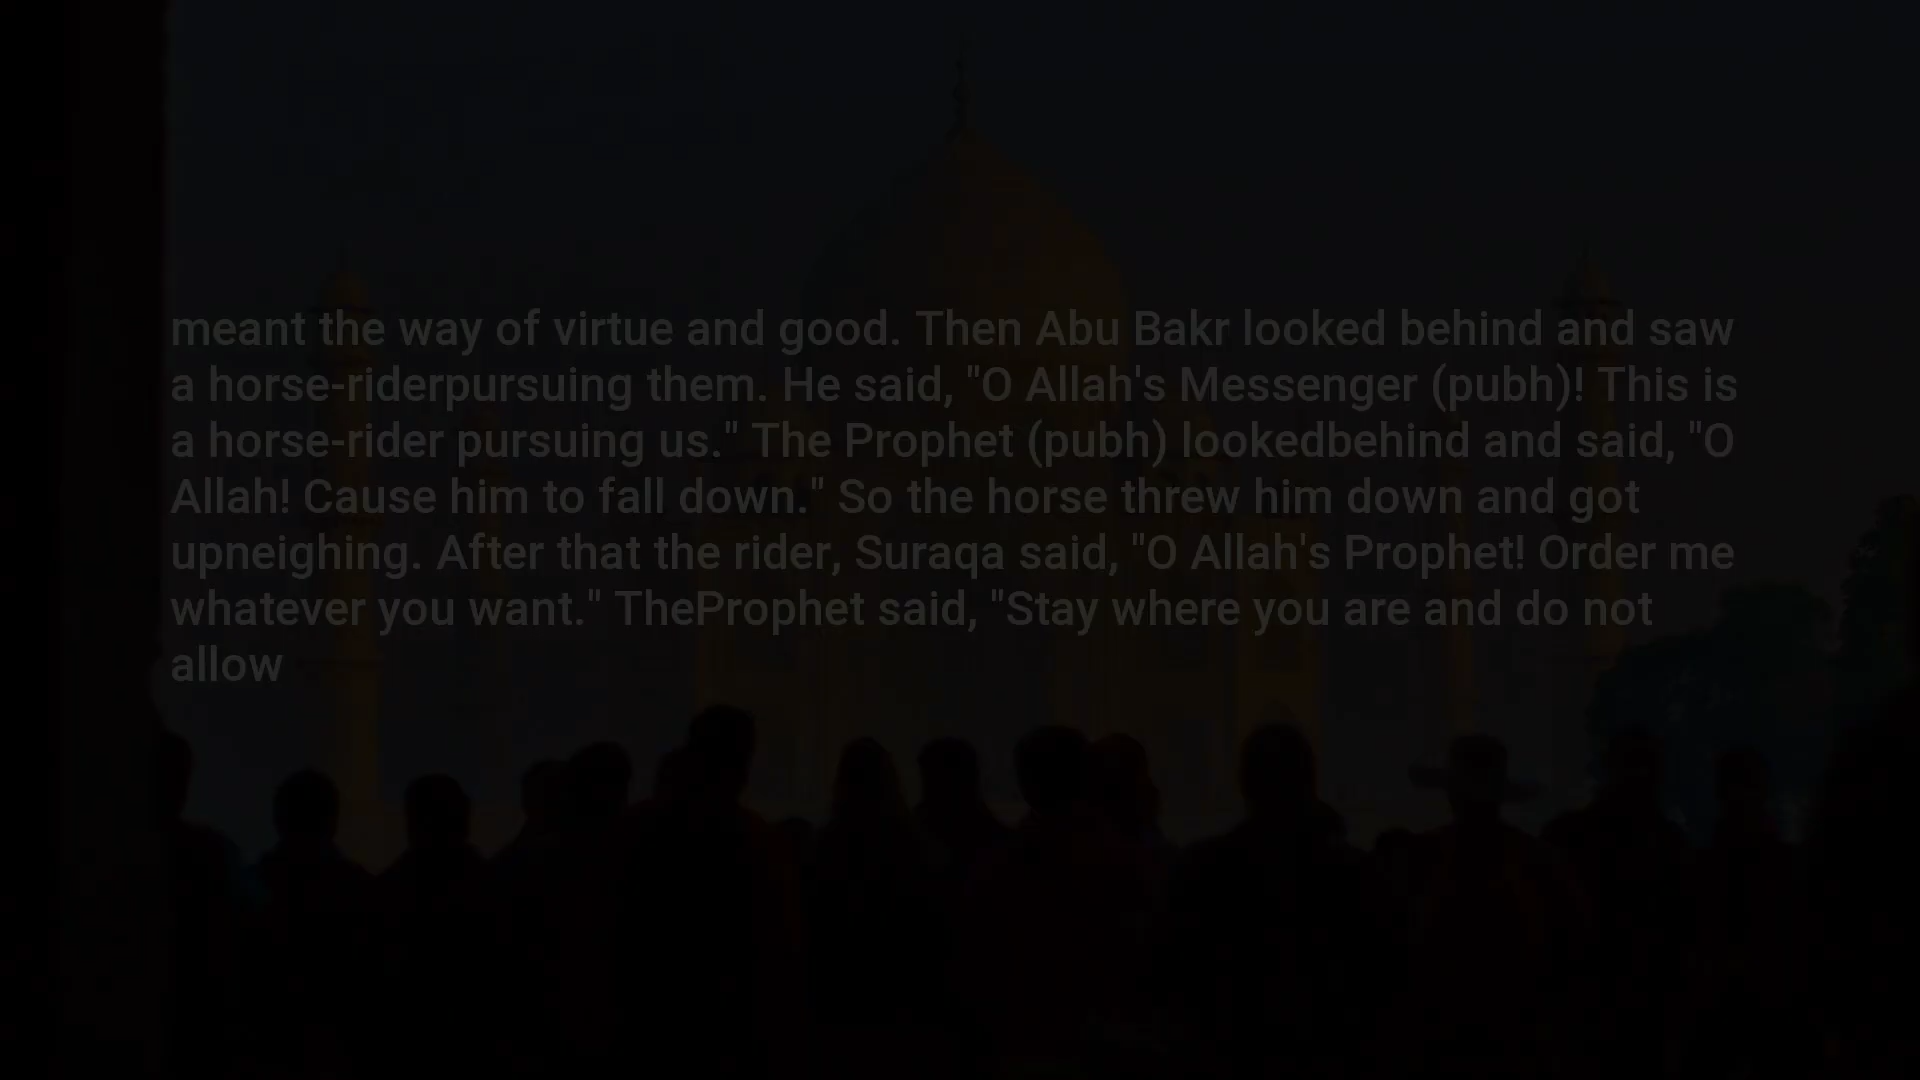 meant the way of virtue and good. Then Abu Bakr looked behind and saw
a horse-riderpursuing them. He said, "O Allah's Messenger (pubh)! This is
a horse-rider pursuing us." The Prophet (pubh) lookedbehind and said, "O
Allah! Cause him to fall down." So the horse threw him down and got
upneighing. After that the rider, Suraqa said, "O Allah's Prophet! Order me
whatever you want." TheProphet said, "Stay where you are and do not
allow